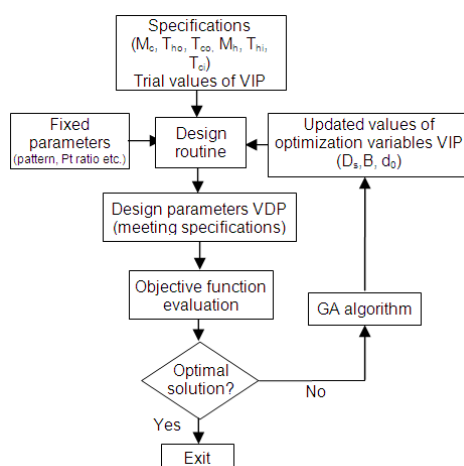 Specifications
(Mc, Tho, Tco, Mh, Thi,
Tci)
Trial values of VIP
Fixed
parameters
(pattern, Pt ratio etc.)
Design
routine
Updated values of
optimization variables VIP
(Ds,B, d0)
Design parameters VDP
(meeting specifications)
Objective function
evaluation
GA algorithm
Optimal
solution?
No
Yes
Exit